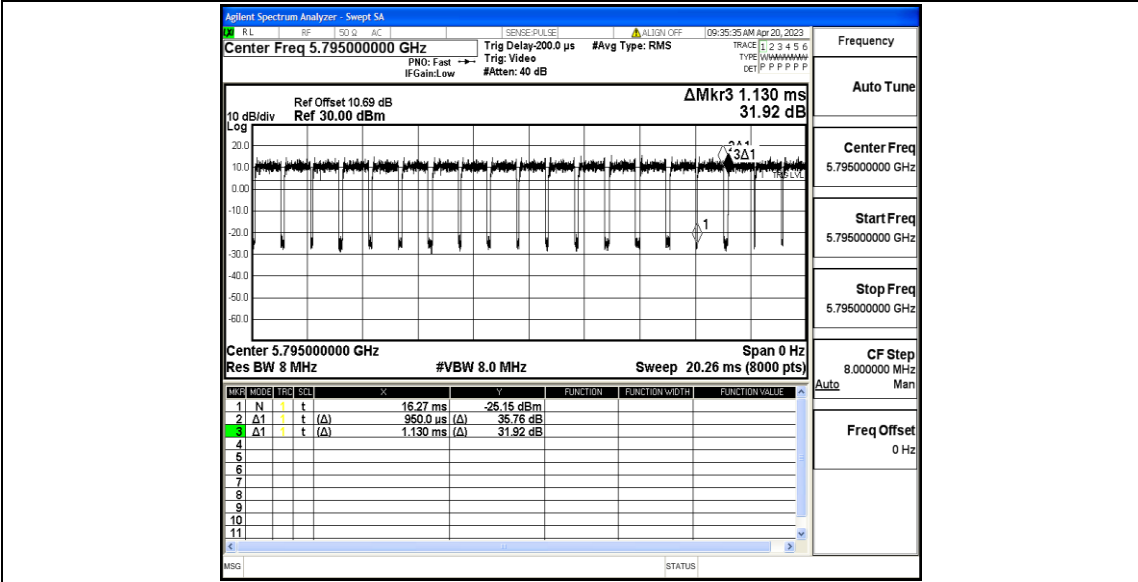 Agilent Spectrum Analyzer - Swept SA
RL RF 50 Ω AC SENSE:PULSE ALIGN OFF 09:35:35 AM Apr 20, 2023
Center Freq 5.795000000 GHz
PNO: Fast
IFGain:Low
Trig Delay-200.0 µs
Trig: Video
#Atten: 40 dB
#Avg Type: RMS
TRACE 1 2 3 4 5 6
TYPE
DET P P P P P P
ΔMkr3 1.130 ms
31.92 dB
Ref Offset 10.69 dB
10 dB/div Ref 30.00 dBm
Log
20.0
10.0
0.00
-10.0
-20.0
-30.0
-40.0
-50.0
-60.0
3Δ1
TRIG LVL
1
Center 5.795000000 GHz Span 0 Hz
Res BW 8 MHz #VBW 8.0 MHz Sweep 20.26 ms (8000 pts)
MKR MODE TRC SCL X Y FUNCTION FUNCTION WIDTH FUNCTION VALUE
1 N t 16.27 ms -25.15 dBm
2 Δ1 t (Δ) 950.0 µs (Δ) 35.76 dB
3 Δ1 t (Δ) 1.130 ms (Δ) 31.92 dB
4
5
6
7
8
9
10
11
MSG STATUS
Frequency
Auto Tune
Center Freq
5.795000000 GHz
Start Freq
5.795000000 GHz
Stop Freq
5.795000000 GHz
CF Step
8.000000 MHz
Auto Man
Freq Offset
0 Hz